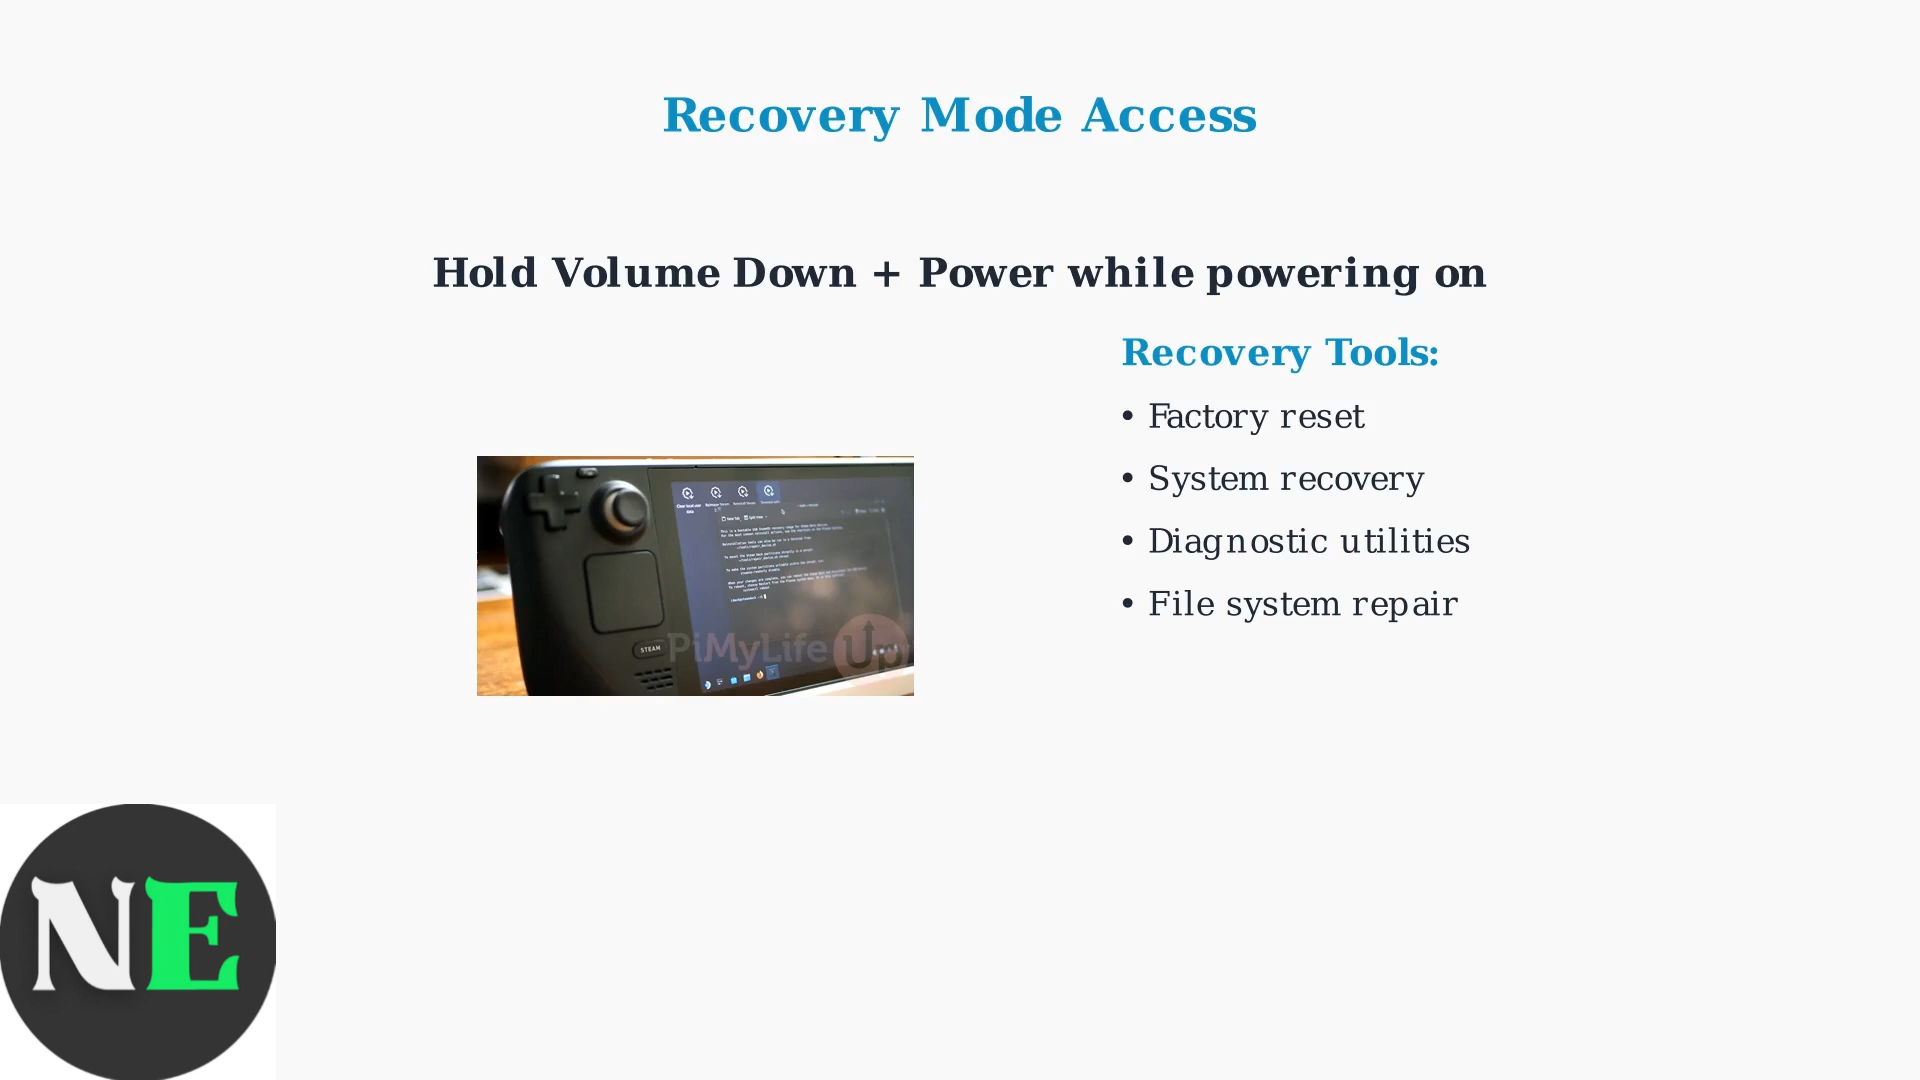 Recovery Mode Access
Hold Volume Down + Power while powering on
Recovery Tools:
• Factory reset
• System recovery
• Diagnostic utilities
• File system repair
STEAM
PiMyLifeUp
NE